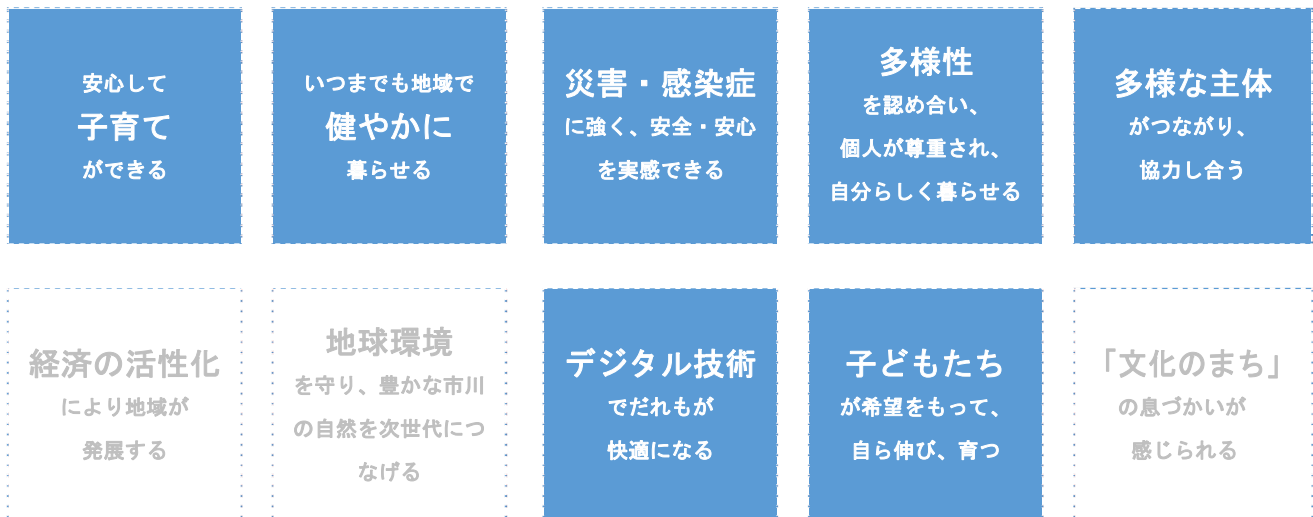 安心して
子育て
ができる
いつまでも地域で
健やかに
暮らせる
災害・感染症
に強く、安全・安心
を実感できる
多様性
を認め合い、
個人が尊重され、
自分らしく暮らせる
多様な主体
がつながり、
協力し合う
経済の活性化
により地域が
発展する
地球環境
を守り、豊かな市川
の自然を次世代につ
なげる
デジタル技術
でだれもが
快適になる
子どもたち
が希望をもって、
自ら伸び、育つ
「文化のまち」
の息づかいが
感じられる